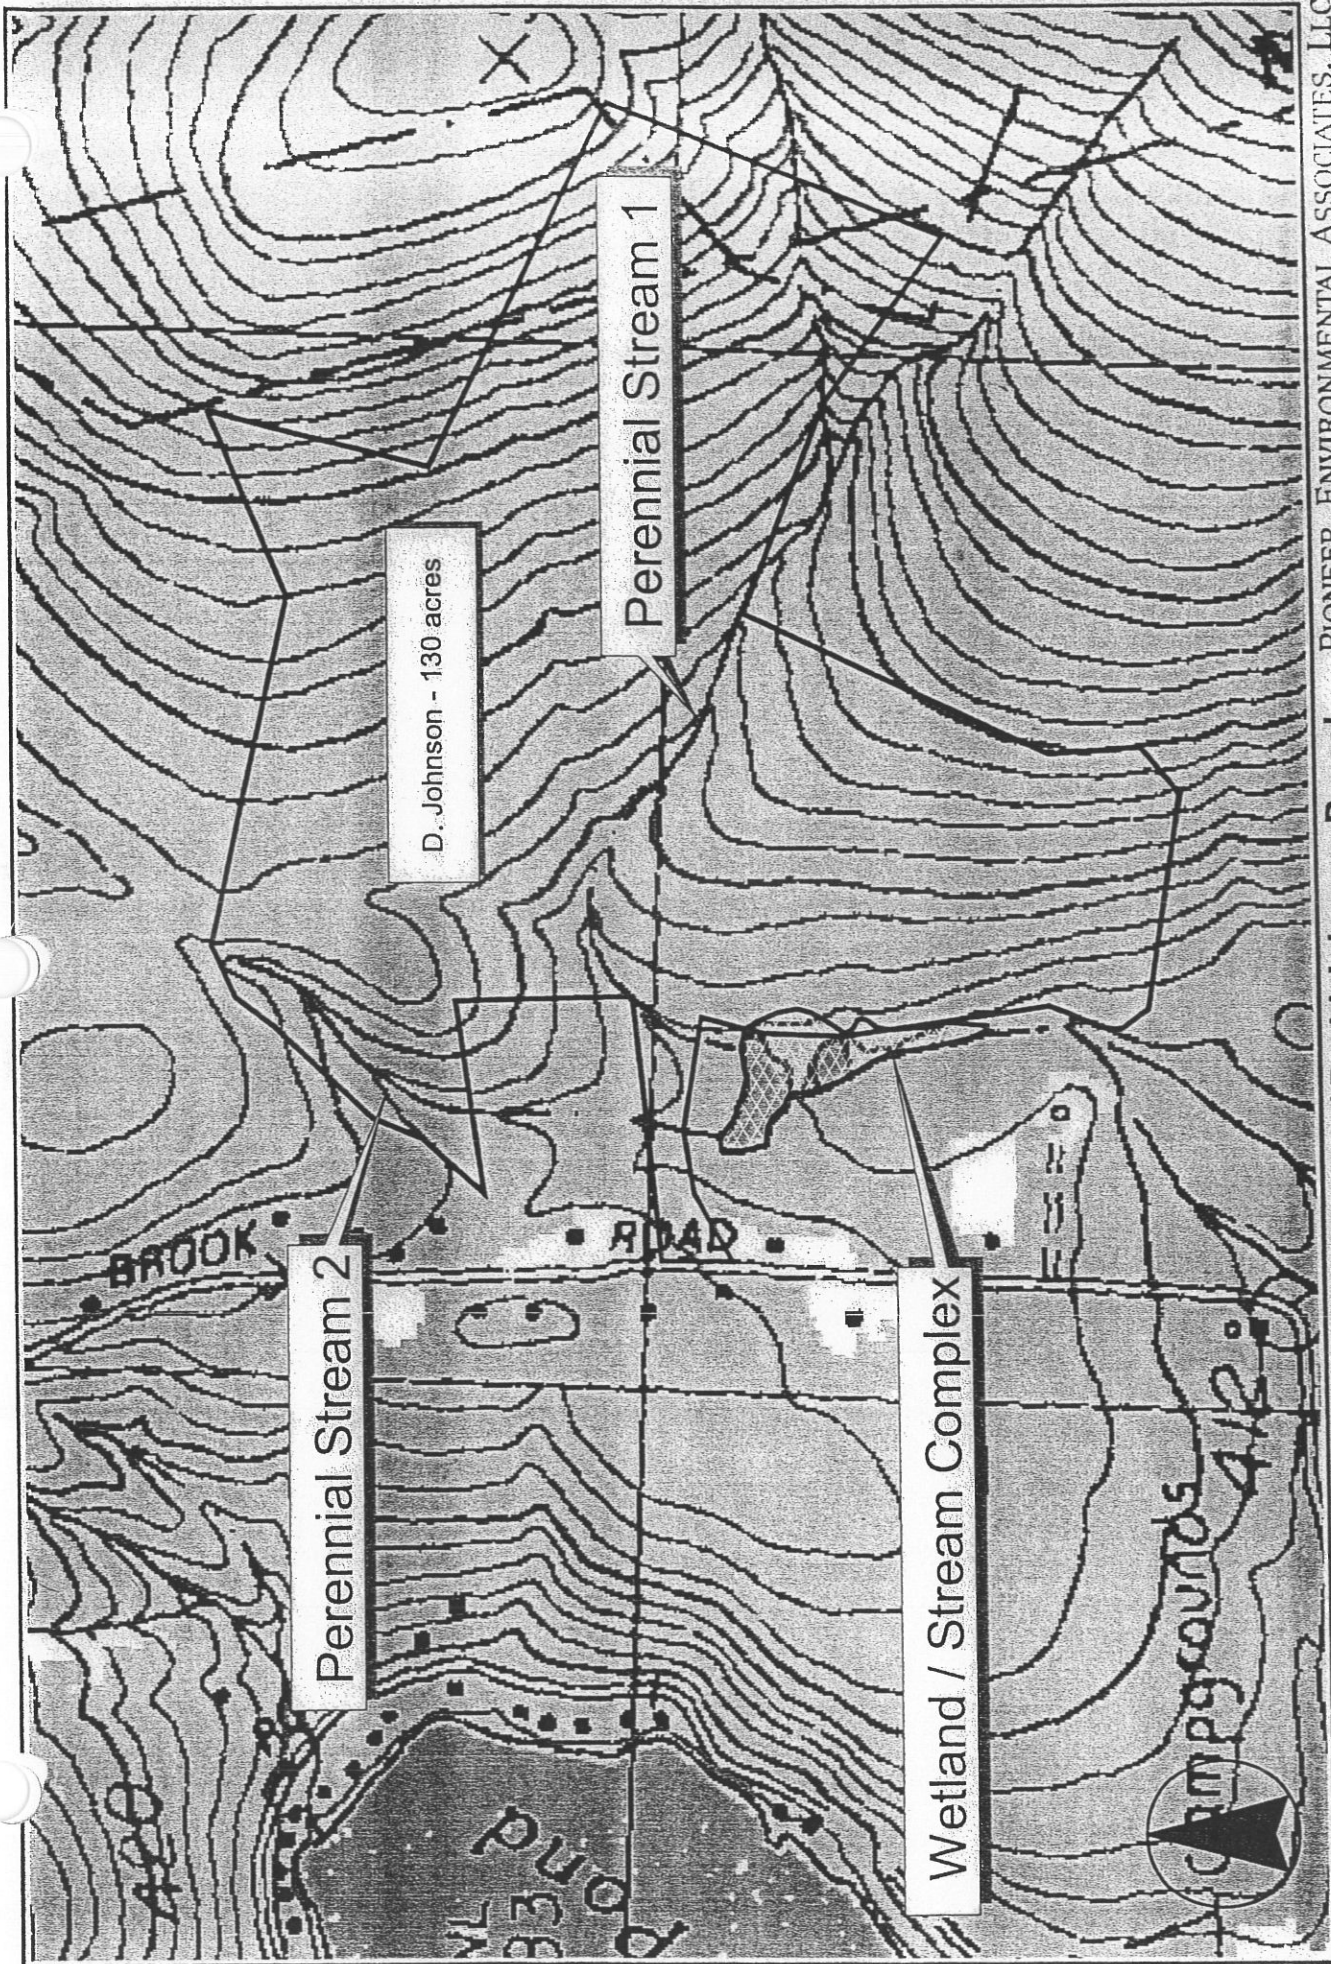 Perennial Stream 1
D. Johnson - 130 acres
Perennial Stream 2
Wetland / Stream Complex
BROOK
ROAD
Campgrounds
412
Pond
PIONEER ENVIRONMENTAL ASSOCIATES, LLC